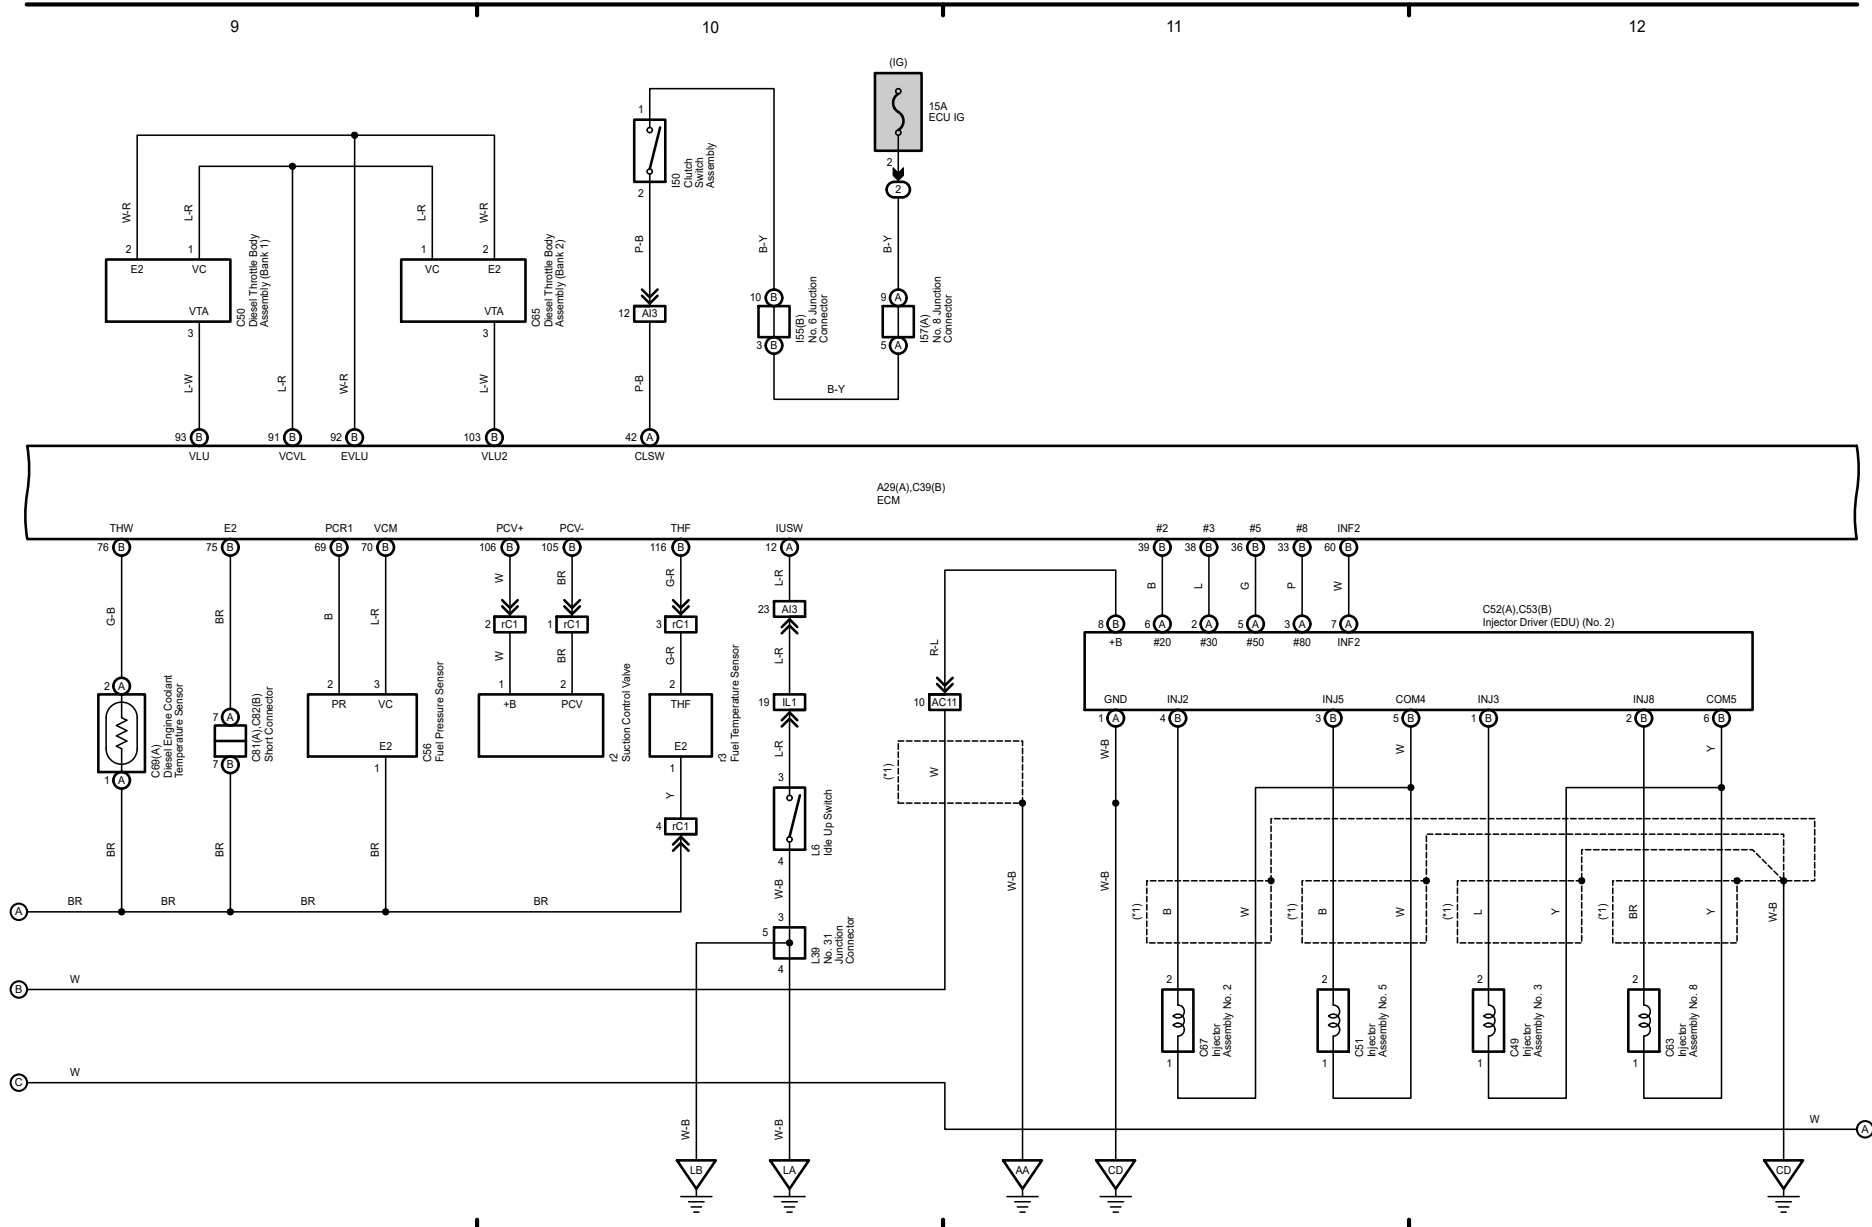 9 10 11 12
(IG)
15A
ECU IG
2
2
1
I50
Clutch
Switch
Assembly
2
W-R L-R L-R W-R P-B B-Y B-Y
2 1 1 2
E2 VC VC E2
VTA VTA
C50
Diesel Throttle Body
Assembly (Bank 1)
C65
Diesel Throttle Body
Assembly (Bank 2)
3 3
12 AI3
10 B
I55(B)
No. 6 Junction
Connector
3 B
9 A
I57(A)
No. 8 Junction
Connector
5 A
L-W L-R W-R L-W P-B B-Y
93 B 91 B 92 B 103 B 42 A
VLU VCVL EVLU VLU2 CLSW
A29(A),C39(B)
ECM
THW E2 PCR1 VCM PCV+ PCV- THF IUSW #2 #3 #5 #8 INF2
76 B 75 B 69 B 70 B 106 B 105 B 116 B 12 A 39 B 38 B 36 B 33 B 60 B
G-B BR B L-R W BR G-R L-R R-L B L G P W
2 rC1 1 rC1 3 rC1 23 AI3
W BR G-R L-R
C52(A),C53(B)
Injector Driver (EDU) (No. 2)
8 B 6 A 2 A 5 A 3 A 7 A
+B #20 #30 #50 #80 INF2
2 A
C69(A)
Diesel Engine Coolant
Temperature Sensor
1 A
7 A
C81(A),C82(B)
Short Connector
7 B
2 3
PR VC
E2
1
C56
Fuel Pressure Sensor
1 2
+B PCV
r2
Suction Control Valve
2
THF
E2
1
r3
Fuel Temperature Sensor
19 IL1
10 AC11
GND INJ2 INJ5 COM4 INJ3 INJ8 COM5
1 A 4 B 3 B 5 B 1 B 2 B 6 B
L-R (*1) W W-B W Y
Y
4 rC1
3
L6
Idle Up Switch
4
BR BR BR W-B W-B W-B
(*1) B W (*1) B W (*1) L Y (*1) BR Y W-B
A BR BR BR BR
3
5
4
L39
No. 31
Junction
Connector
B W
2 2 2 2
C67
Injector
Assembly No. 2
C51
Injector
Assembly No. 5
C49
Injector
Assembly No. 3
C63
Injector
Assembly No. 8
1 1 1 1
C W
W-B W-B W A
LB LA AA CD CD